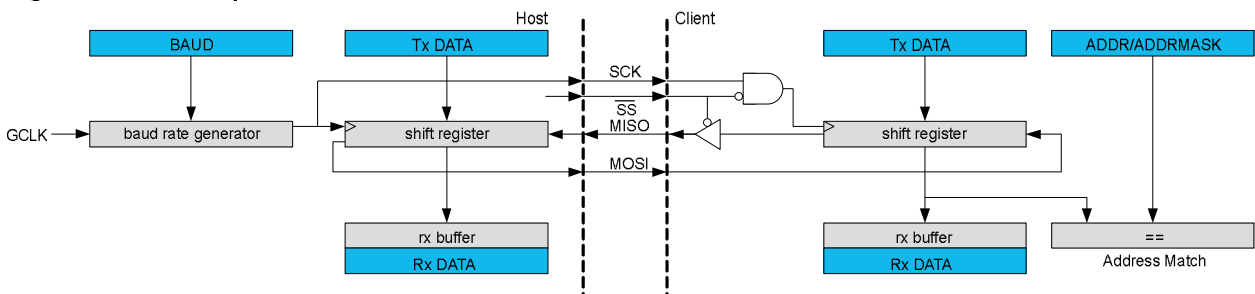 Host
Client
BAUD
Tx DATA
Tx DATA
ADDR/ADDRMASK
SCK
SS
GCLK
baud rate generator
shift register
MISO
shift register
MOSI
rx buffer
rx buffer
==
Rx DATA
Rx DATA
Address Match